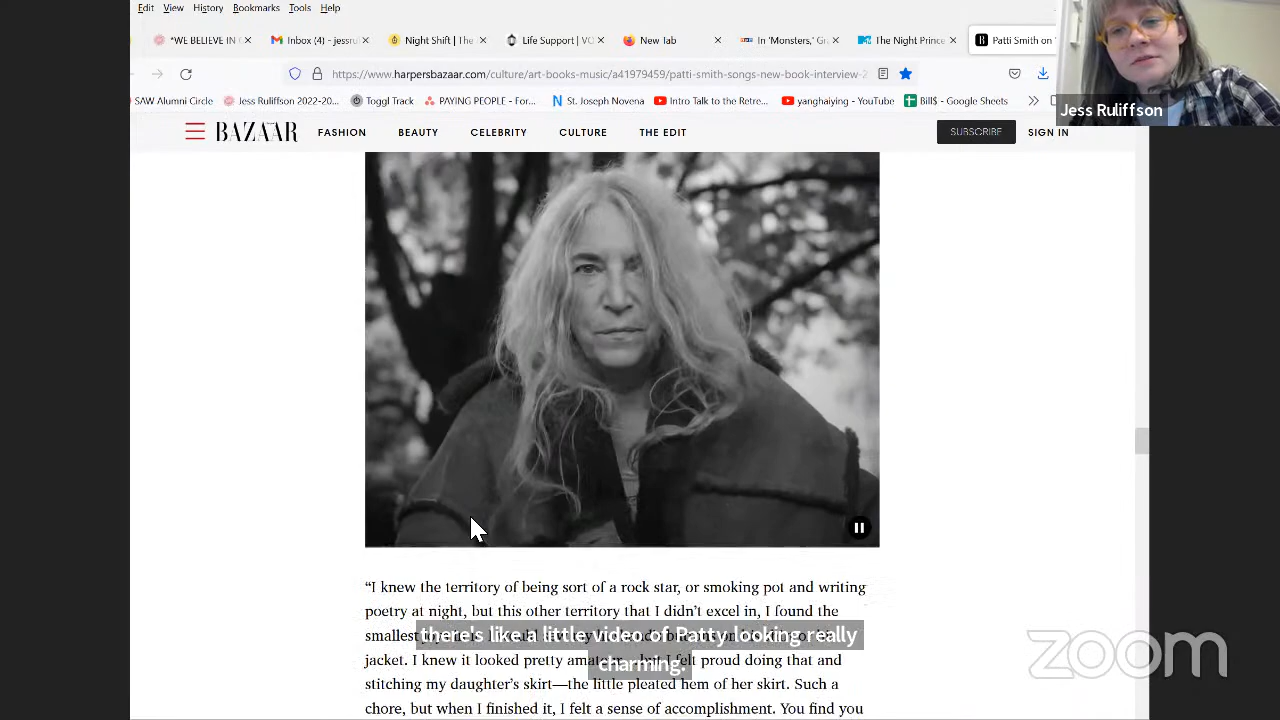 Edit View History Bookmarks Tools Help
*WE BELIEVE IN Inbox (4) - jessru Night Shift | The Life Support | VC New Tab In 'Monsters,' Gr The Night Prince Patti Smith on
https://www.harpersbazaar.com/culture/art-books-music/a41979459/patti-smith-songs-new-book-interview-2
SAW Alumni Circle Jess Ruliffson 2022-20... Toggl Track PAYING PEOPLE - For... St. Joseph Novena Intro Talk to the Retre... yanghaiying - YouTube Bill$ - Google Sheets
Jess Ruliffson
BAZAAR FASHION BEAUTY CELEBRITY CULTURE THE EDIT SUBSCRIBE SIGN IN
“I knew the territory of being sort of a rock star, or smoking pot and writing
poetry at night, but this other territory that I didn’t excel in, I found the
smallest
there's like a little video of Patty looking really
charming.
jacket. I knew it looked pretty felt proud doing that and
stitching my daughter’s skirt—the little pleated hem of her skirt. Such a
chore, but when I finished it, I felt a sense of accomplishment. You find you
zoom